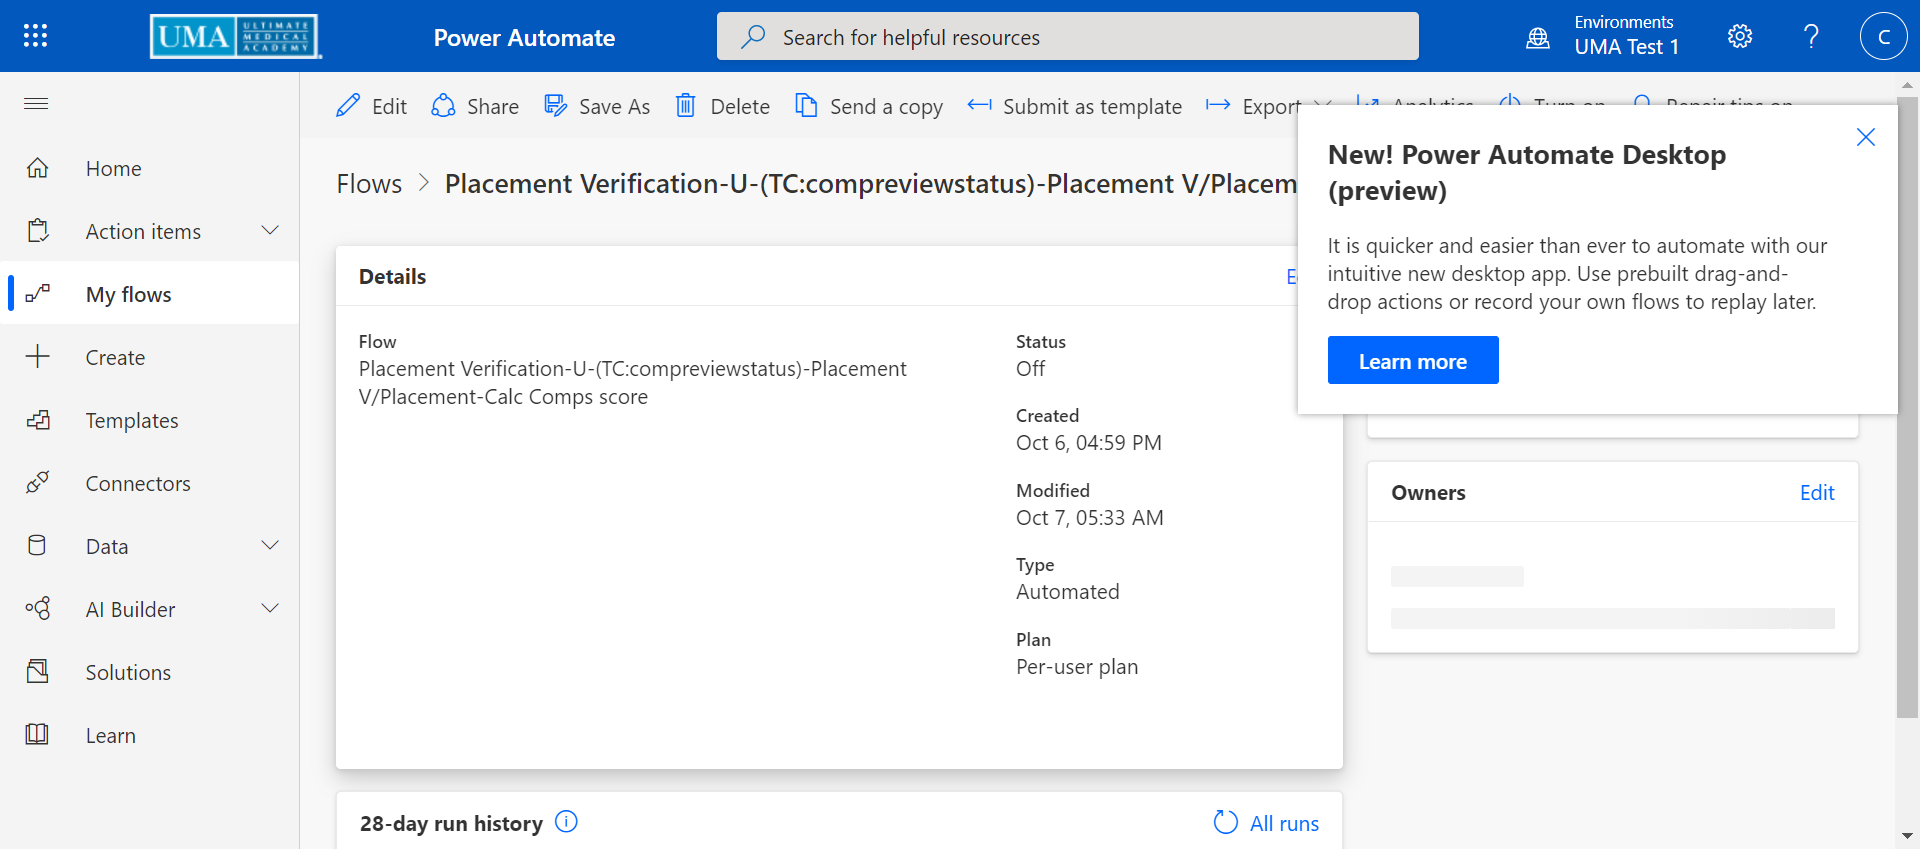 UMA ULTIMATE MEDICAL ACADEMY
Power Automate
Search for helpful resources
Environments
UMA Test 1
C
Edit
Share
Save As
Delete
Send a copy
Submit as template
Export
Analytics
Turn on
Repair tips on
Home
Action items
My flows
Create
Templates
Connectors
Data
AI Builder
Solutions
Learn
Flows > Placement Verification-U-(TC:compreviewstatus)-Placement V/Placem
New! Power Automate Desktop
(preview)
It is quicker and easier than ever to automate with our
intuitive new desktop app. Use prebuilt drag-and-
drop actions or record your own flows to replay later.
Learn more
Details
Flow
Placement Verification-U-(TC:compreviewstatus)-Placement
V/Placement-Calc Comps score
Status
Off
Created
Oct 6, 04:59 PM
Modified
Oct 7, 05:33 AM
Type
Automated
Plan
Per-user plan
Owners
Edit
28-day run history
All runs